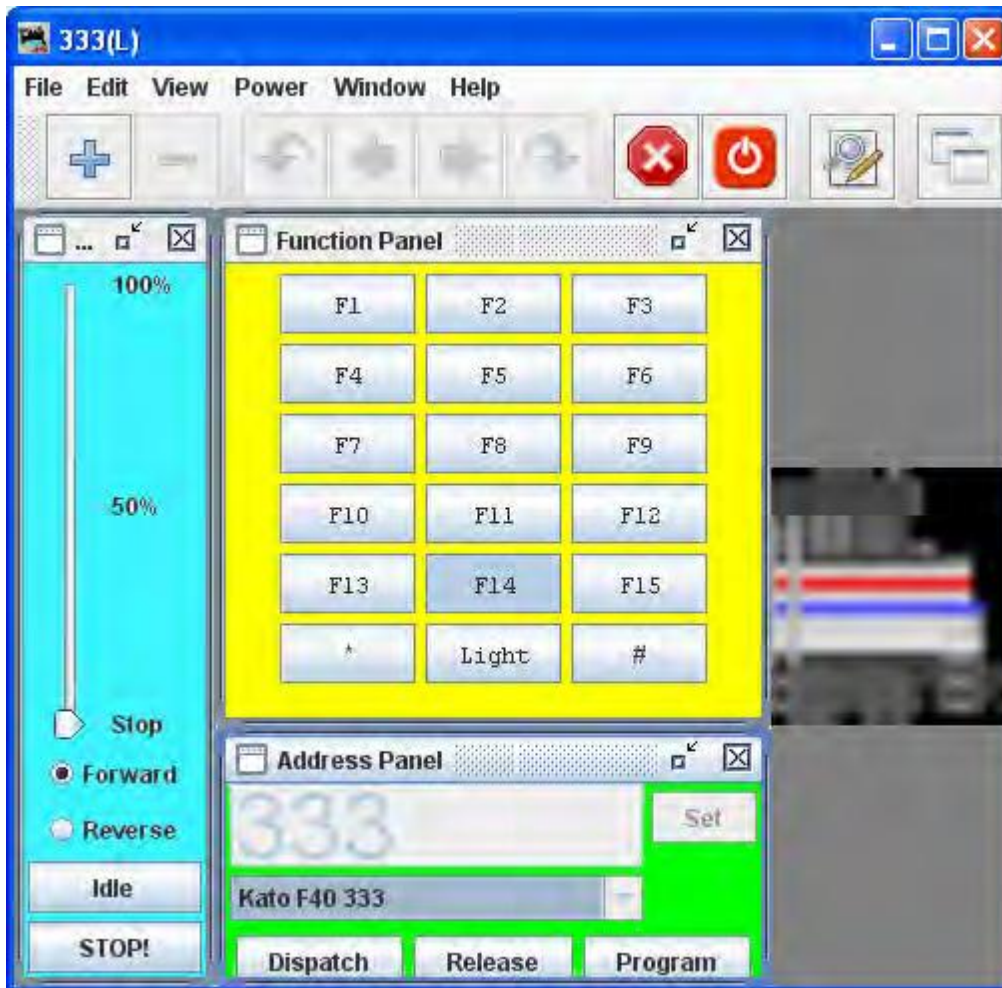 333(L)
File Edit View Power Window Help
...
100%
50%
Stop
Forward
Reverse
Idle
STOP!
Function Panel
F1 F2 F3
F4 F5 F6
F7 F8 F9
F10 F11 F12
F13 F14 F15
* Light #
Address Panel
333 Set
Kato F40 333
Dispatch Release Program